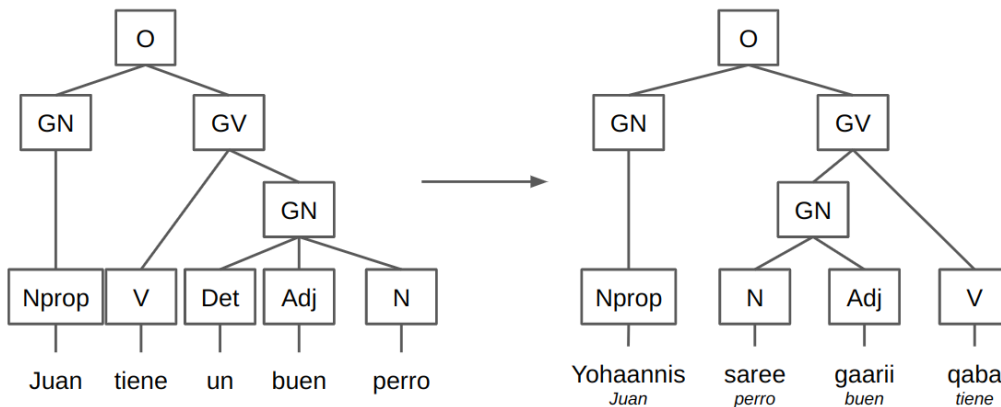 O
O
GN
GV
GN
GV
GN
GN
Nprop
V
Det
Adj
N
Nprop
N
Adj
V
Juan
tiene
un
buen
perro
Yohaannis
saree
gaarii
qaba
Juan
perro
buen
tiene